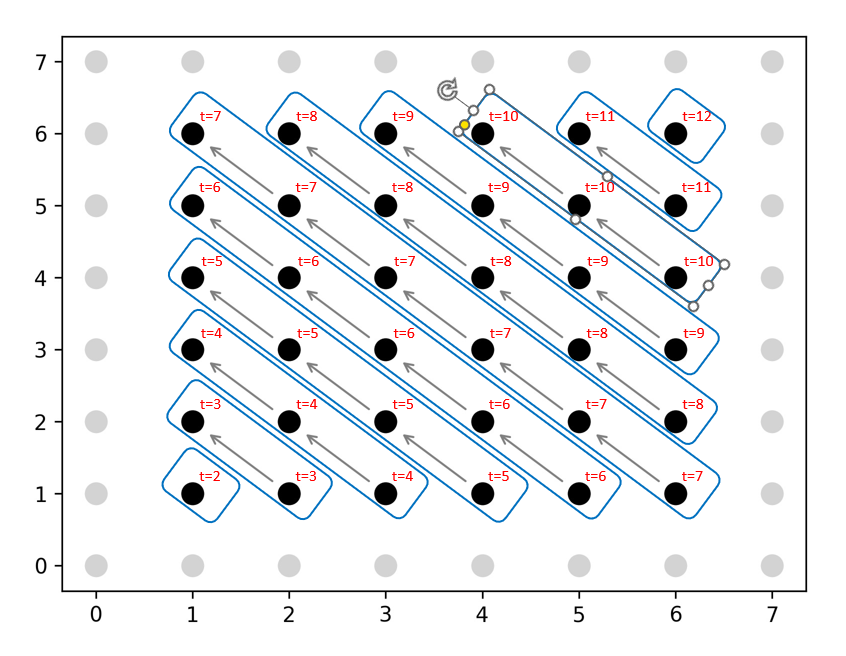 7
6 t=7 t=8 t=9 t=10 t=11 t=12
5 t=6 t=7 t=8 t=9 t=10 t=11
4 t=5 t=6 t=7 t=8 t=9 t=10
3 t=4 t=5 t=6 t=7 t=8 t=9
2 t=3 t=4 t=5 t=6 t=7 t=8
1 t=2 t=3 t=4 t=5 t=6 t=7
0
0 1 2 3 4 5 6 7